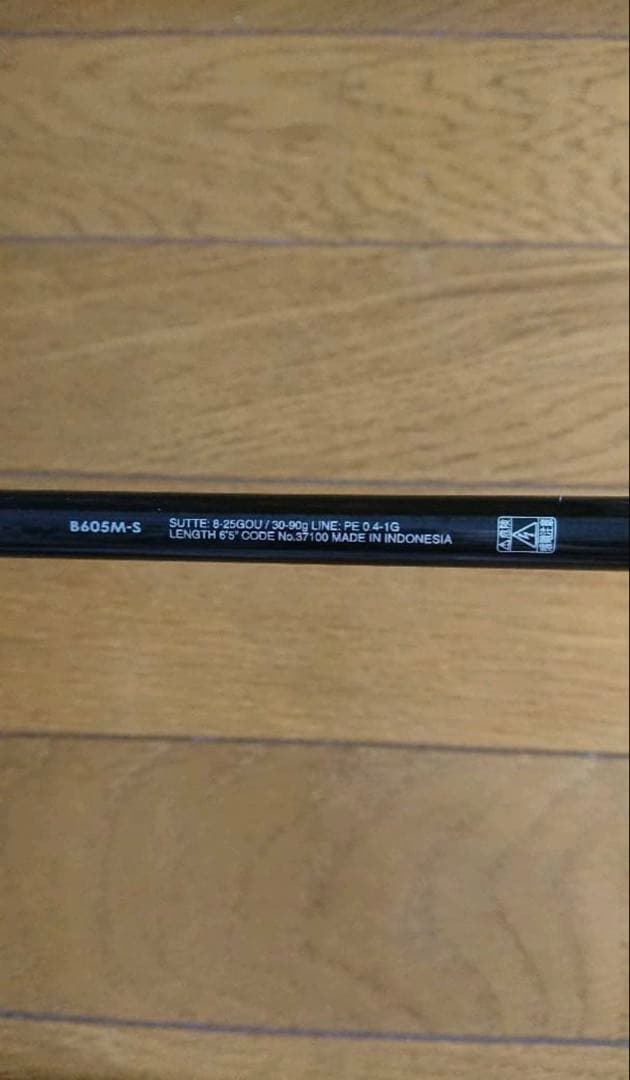 B605M-S
SUTTE: 8-25GOU / 30-90g LINE: PE 0.4-1G
LENGTH 6'5" CODE No.37100 MADE IN INDONESIA